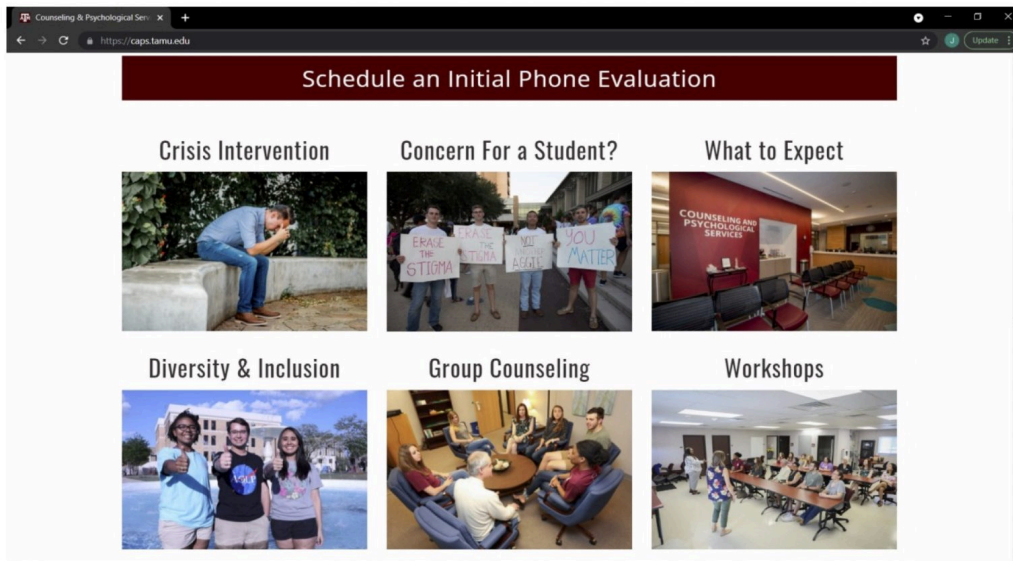 Counseling & Psychological Serv
https://caps.tamu.edu
Update
Schedule an Initial Phone Evaluation
Crisis Intervention
Concern For a Student?
What to Expect
ERASE
THE
STIGMA
ERASE
THE
STIGMA
NOT
AGGIE
YOU
MATTER
COUNSELING AND
PSYCHOLOGICAL
SERVICES
Diversity & Inclusion
Group Counseling
Workshops